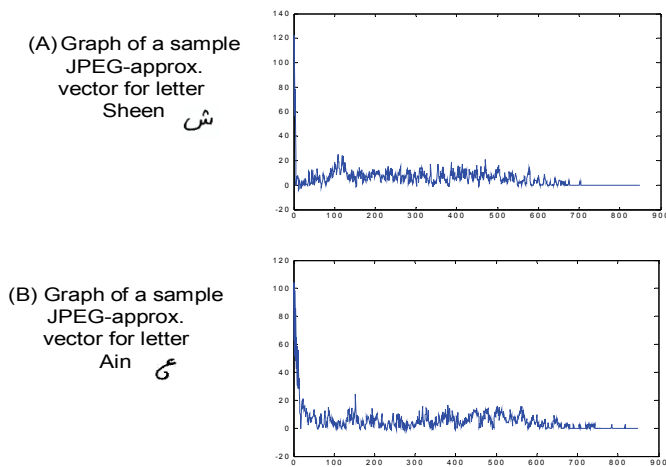 (A) Graph of a sample
JPEG-approx.
vector for letter
Sheen ش
140
120
100
80
60
40
20
0
-20
0 100 200 300 400 500 600 700 800 900
(B) Graph of a sample
JPEG-approx.
vector for letter
Ain ع
120
100
80
60
40
20
0
-20
0 100 200 300 400 500 600 700 800 900